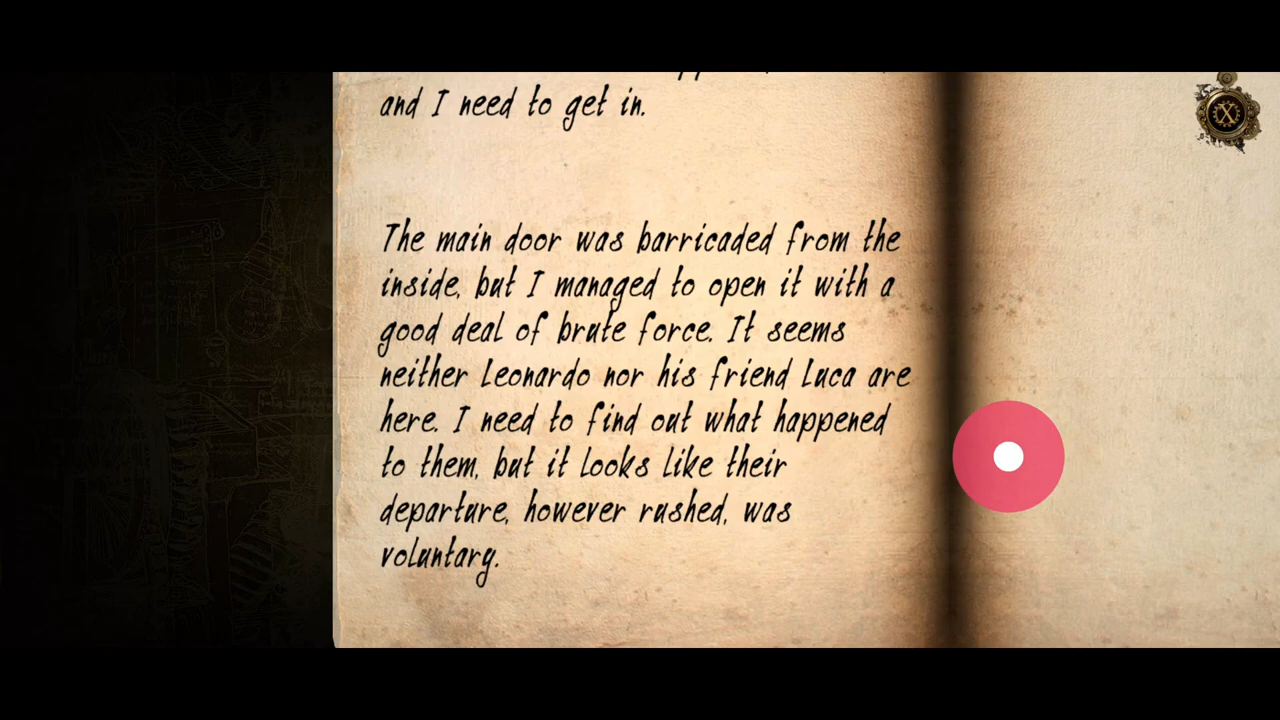 and I need to get in.
The main door was barricaded from the
inside, but I managed to open it with a
good deal of brute force. It seems
neither Leonardo nor his friend Luca are
here. I need to find out what happened
to them, but it looks like their
departure, however rushed, was
voluntary.
X